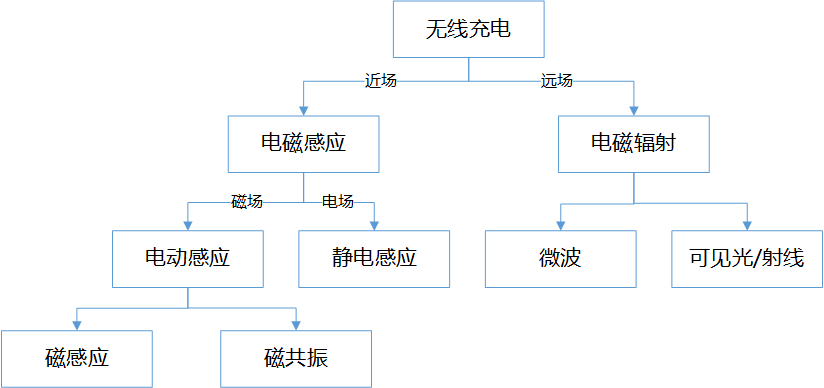 无线充电
近场
远场
电磁感应
电磁辐射
磁场
电场
电动感应
静电感应
微波
可见光/射线
磁感应
磁共振